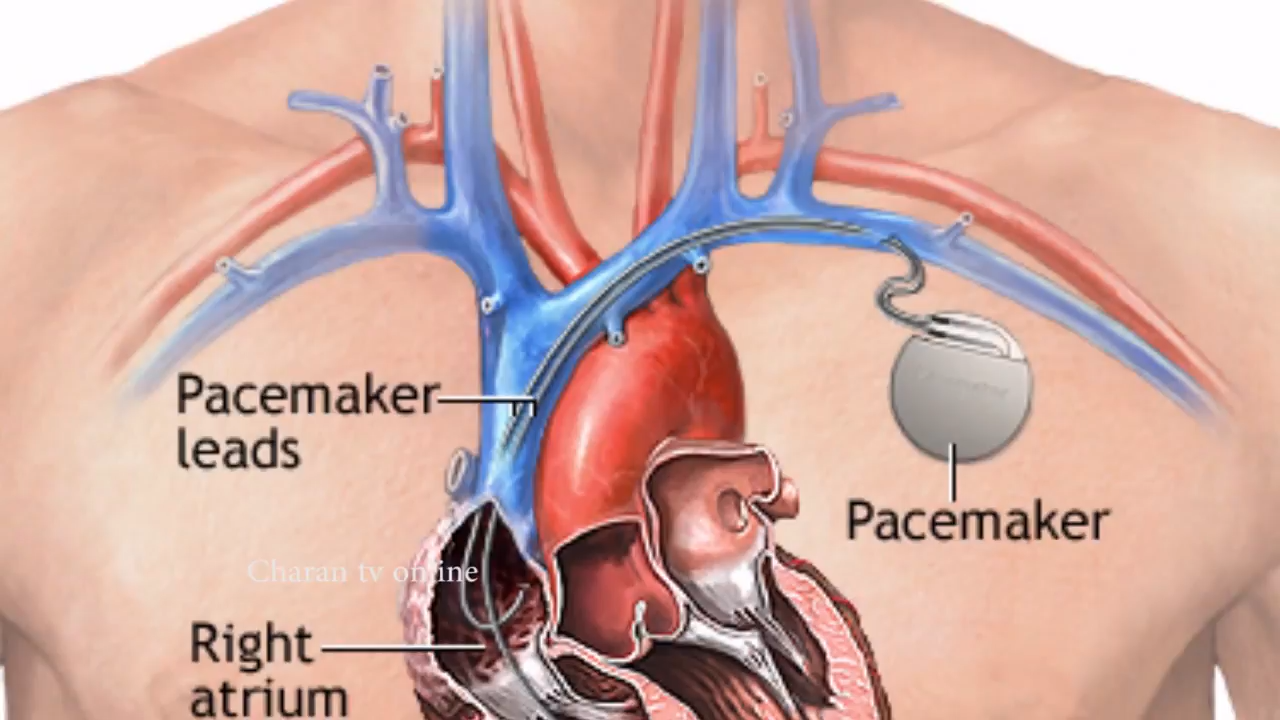 Pacemaker
leads
Pacemaker
Charan tv online
Right
atrium